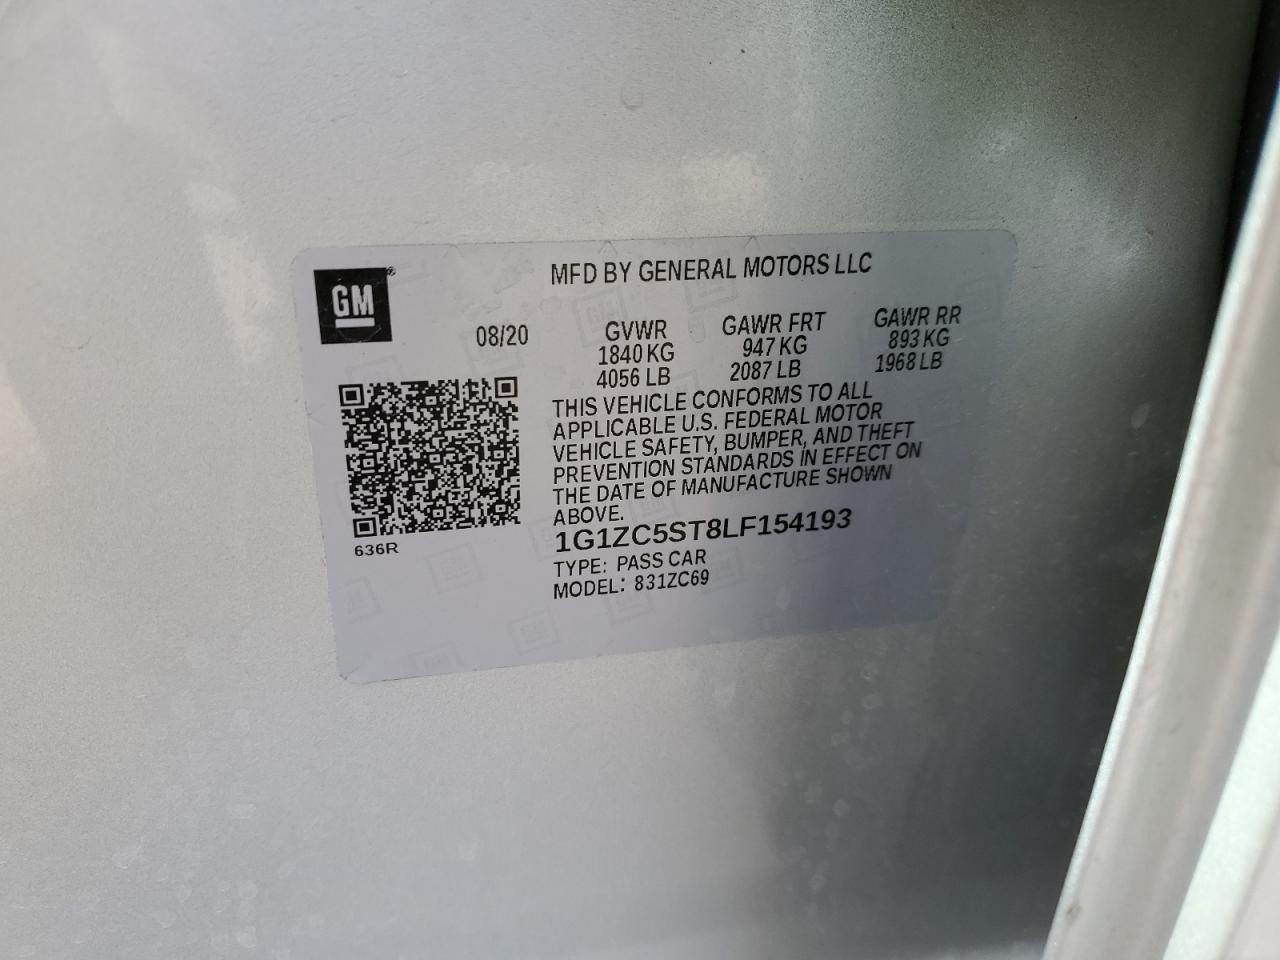 GM®
MFD BY GENERAL MOTORS LLC
08/20
GVWR
1840 KG
4056 LB
GAWR FRT
947 KG
2087 LB
GAWR RR
893 KG
1968 LB
THIS VEHICLE CONFORMS TO ALL
APPLICABLE U.S. FEDERAL MOTOR
VEHICLE SAFETY, BUMPER, AND THEFT
PREVENTION STANDARDS IN EFFECT ON
THE DATE OF MANUFACTURE SHOWN
ABOVE.
636R
1G1ZC5ST8LF154193
TYPE: PASS CAR
MODEL: 831ZC69